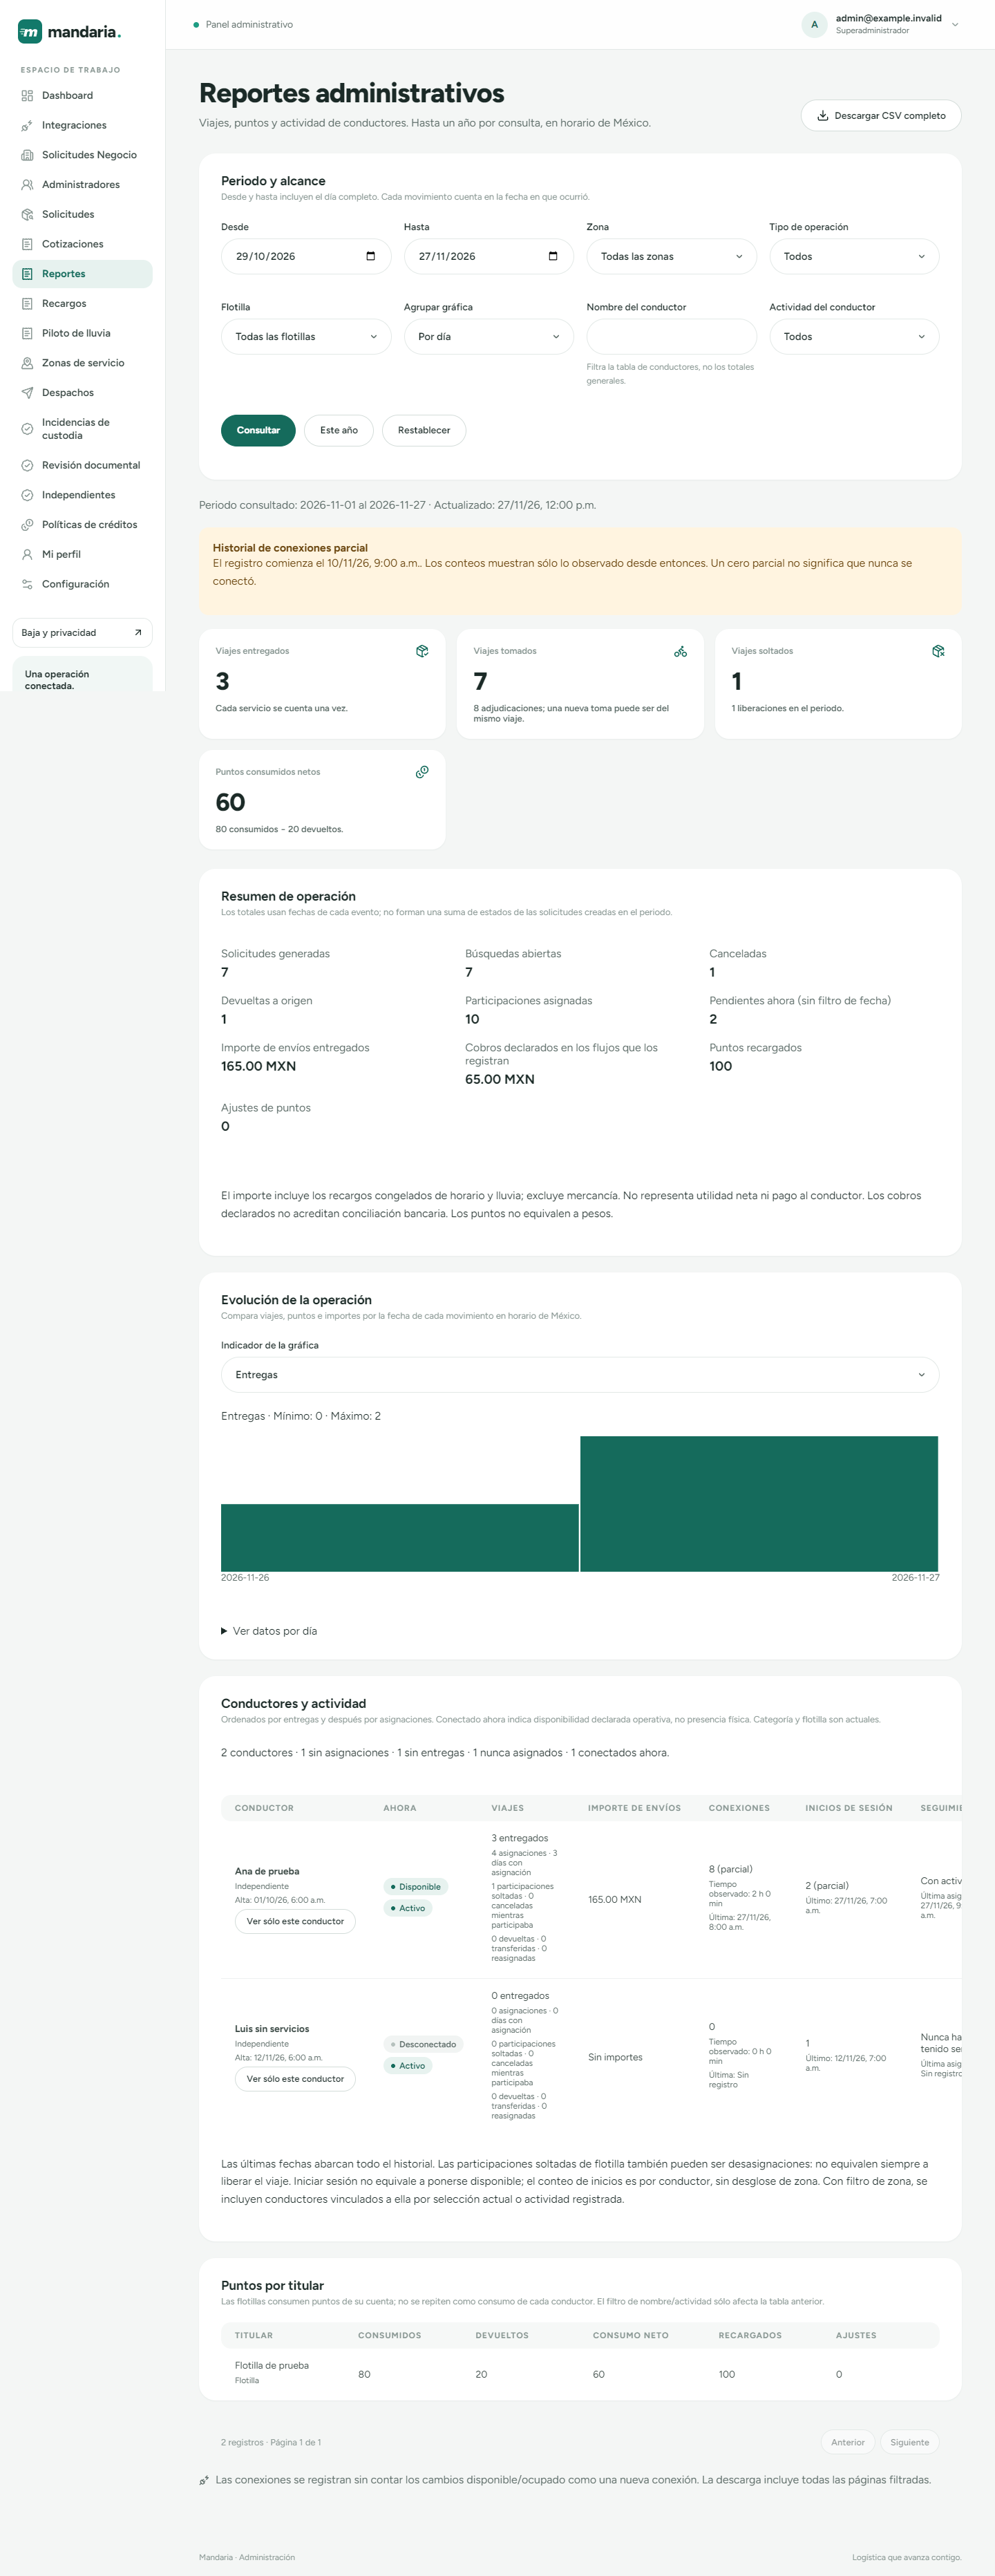 mandaria.
ESPACIO DE TRABAJO
Dashboard
Integraciones
Solicitudes Negocio
Administradores
Solicitudes
Cotizaciones
Reportes
Recargos
Piloto de lluvia
Zonas de servicio
Despachos
Incidencias de
custodia
Revisión documental
Independientes
Políticas de créditos
Mi perfil
Configuración
Baja y privacidad
Una operación
conectada.
Panel administrativo
A
admin@example.invalid
Superadministrador
Reportes administrativos
Viajes, puntos y actividad de conductores. Hasta un año por consulta, en horario de México.
Descargar CSV completo
Periodo y alcance
Desde y hasta incluyen el día completo. Cada movimiento cuenta en la fecha en que ocurrió.
Desde
Hasta
Zona
Tipo de operación
29/10/2026
27/11/2026
Todas las zonas
Todos
Flotilla
Agrupar gráfica
Nombre del conductor
Actividad del conductor
Todas las flotillas
Por día
Todos
Filtra la tabla de conductores, no los totales
generales.
Consultar
Este año
Restablecer
Periodo consultado: 2026-11-01 al 2026-11-27 · Actualizado: 27/11/26, 12:00 p.m.
Historial de conexiones parcial
El registro comienza el 10/11/26, 9:00 a.m.. Los conteos muestran sólo lo observado desde entonces. Un cero parcial no significa que nunca se
conectó.
Viajes entregados
3
Cada servicio se cuenta una vez.
Viajes tomados
7
8 adjudicaciones; una nueva toma puede ser del
mismo viaje.
Viajes soltados
1
1 liberaciones en el periodo.
Puntos consumidos netos
60
80 consumidos − 20 devueltos.
Resumen de operación
Los totales usan fechas de cada evento; no forman una suma de estados de las solicitudes creadas en el periodo.
Solicitudes generadas
7
Búsquedas abiertas
7
Canceladas
1
Devueltas a origen
1
Participaciones asignadas
10
Pendientes ahora (sin filtro de fecha)
2
Importe de envíos entregados
165.00 MXN
Cobros declarados en los flujos que los
registran
65.00 MXN
Puntos recargados
100
Ajustes de puntos
0
El importe incluye los recargos congelados de horario y lluvia; excluye mercancía. No representa utilidad neta ni pago al conductor. Los cobros
declarados no acreditan conciliación bancaria. Los puntos no equivalen a pesos.
Evolución de la operación
Compara viajes, puntos e importes por la fecha de cada movimiento en horario de México.
Indicador de la gráfica
Entregas
Entregas · Mínimo: 0 · Máximo: 2
2026-11-26
2026-11-27
Ver datos por día
Conductores y actividad
Ordenados por entregas y después por asignaciones. Conectado ahora indica disponibilidad declarada operativa, no presencia física. Categoría y flotilla son actuales.
2 conductores · 1 sin asignaciones · 1 sin entregas · 1 nunca asignados · 1 conectados ahora.
CONDUCTOR
AHORA
VIAJES
IMPORTE DE ENVÍOS
CONEXIONES
INICIOS DE SESIÓN
SEGUIMIE
Ana de prueba
Independiente
Alta: 01/10/26, 6:00 a.m.
Ver sólo este conductor
Disponible
Activo
3 entregados
4 asignaciones · 3
días con
asignación
1 participaciones
soltadas · 0
canceladas
mientras
participaba
0 devueltas · 0
transferidas · 0
reasignadas
165.00 MXN
8 (parcial)
Tiempo
observado: 2 h 0
min
Última: 27/11/26,
8:00 a.m.
2 (parcial)
Último: 27/11/26, 7:00
a.m.
Con activ
Última asig
27/11/26, 9
a.m.
Luis sin servicios
Independiente
Alta: 12/11/26, 6:00 a.m.
Ver sólo este conductor
Desconectado
Activo
0 entregados
0 asignaciones · 0
días con
asignación
0 participaciones
soltadas · 0
canceladas
mientras
participaba
0 devueltas · 0
transferidas · 0
reasignadas
Sin importes
0
Tiempo
observado: 0 h 0
min
Última: Sin
registro
1
Último: 12/11/26, 7:00
a.m.
Nunca ha
tenido ser
Última asig
Sin registro
Las últimas fechas abarcan todo el historial. Las participaciones soltadas de flotilla también pueden ser desasignaciones: no equivalen siempre a
liberar el viaje. Iniciar sesión no equivale a ponerse disponible; el conteo de inicios es por conductor, sin desglose de zona. Con filtro de zona, se
incluyen conductores vinculados a ella por selección actual o actividad registrada.
Puntos por titular
Las flotillas consumen puntos de su cuenta; no se repiten como consumo de cada conductor. El filtro de nombre/actividad sólo afecta la tabla anterior.
TITULAR
CONSUMIDOS
DEVUELTOS
CONSUMO NETO
RECARGADOS
AJUSTES
Flotilla de prueba
Flotilla
80
20
60
100
0
2 registros · Página 1 de 1
Anterior
Siguiente
Las conexiones se registran sin contar los cambios disponible/ocupado como una nueva conexión. La descarga incluye todas las páginas filtradas.
Mandaria · Administración
Logística que avanza contigo.